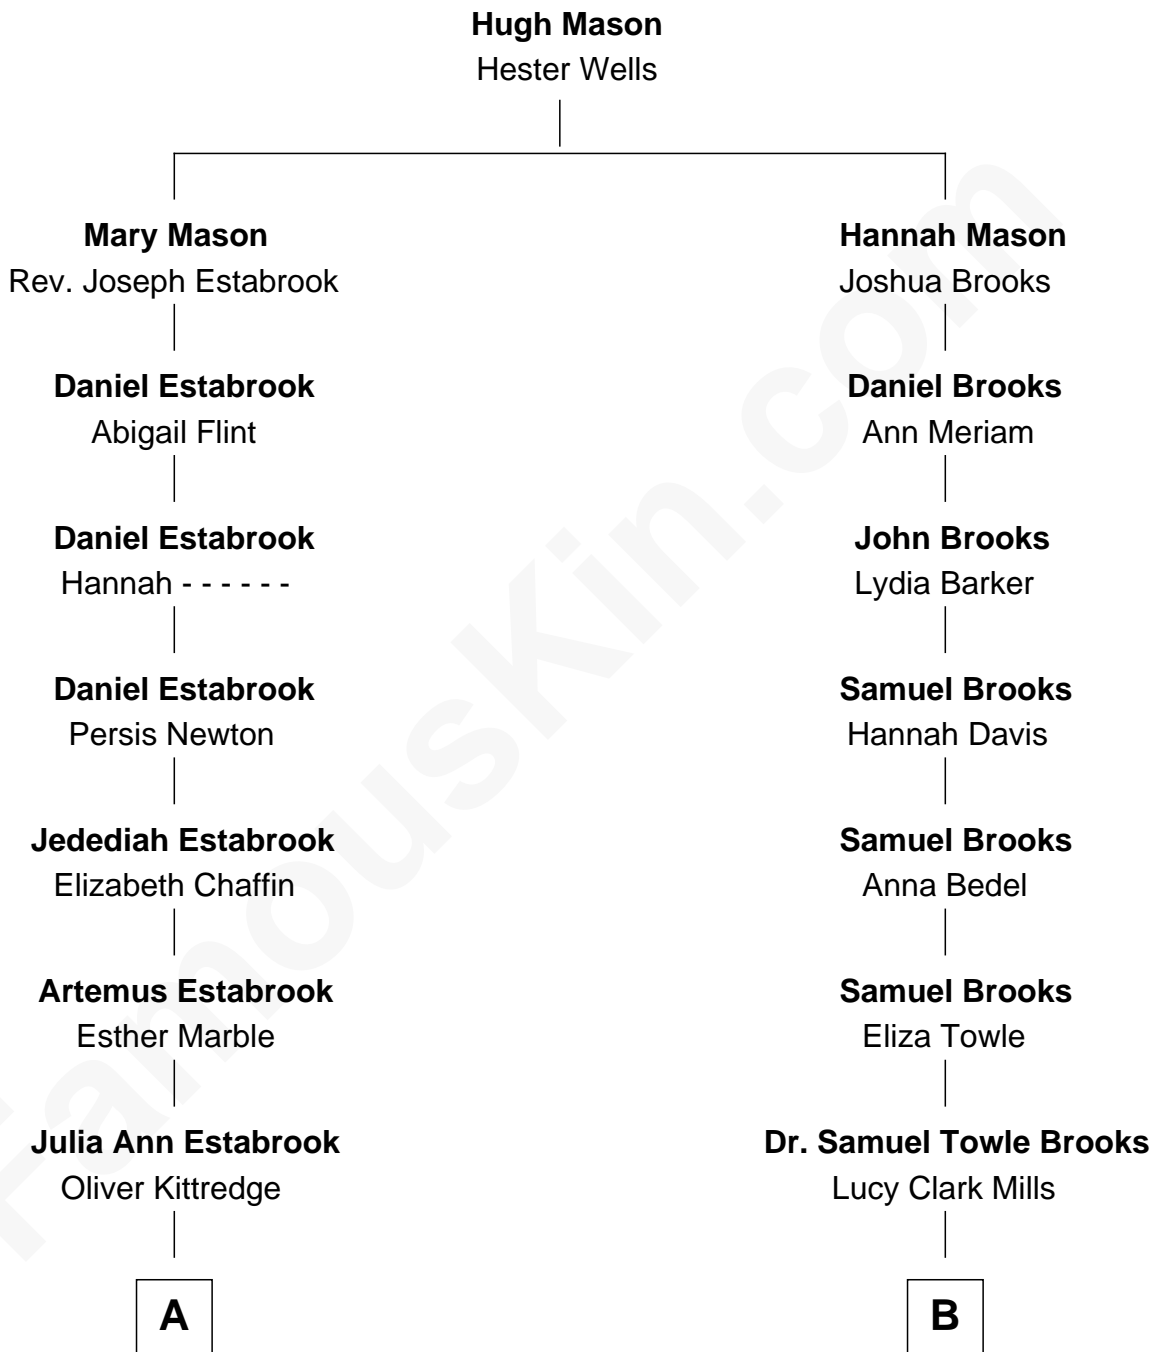 Hugh Mason
Hester Wells
Mary Mason
Rev. Joseph Estabrook
Hannah Mason
Joshua Brooks
Daniel Estabrook
Abigail Flint
Daniel Brooks
Ann Meriam
Daniel Estabrook
Hannah - - - - - -
John Brooks
Lydia Barker
Daniel Estabrook
Persis Newton
Samuel Brooks
Hannah Davis
Jedediah Estabrook
Elizabeth Chaffin
Samuel Brooks
Anna Bedel
Artemus Estabrook
Esther Marble
Samuel Brooks
Eliza Towle
Julia Ann Estabrook
Oliver Kittredge
Dr. Samuel Towle Brooks
Lucy Clark Mills
A
B
FamousKin.com